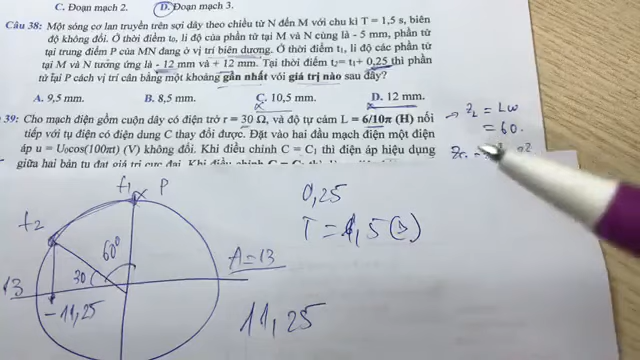 C. Đoạn mạch 2.    D. Đoạn mạch 3.
Câu 38: Một sóng cơ lan truyền trên sợi dây theo chiều từ N đến M với chu kì T = 1,5 s, biên
độ không đổi. Ở thời điểm t₀, li độ của phần tử tại M và N cùng là - 5 mm, phần tử
tại trung điểm P của MN đang ở vị trí biên dương. Ở thời điểm t₁, li độ các phần tử
tại M và N tương ứng là - 12 mm và + 12 mm. Tại thời điểm t₂= t₁+ 0,25 thì phần
tử tại P cách vị trí cân bằng một khoảng gần nhất với giá trị nào sau đây?
A. 9,5 mm.    B. 8,5 mm.    C. 10,5 mm.    D. 12 mm.
39: Cho mạch điện gồm cuộn dây có điện trở r = 30 Ω, và độ tự cảm L = 6/10π (H) nối
tiếp với tụ điện có điện dung C thay đổi được. Đặt vào hai đầu mạch điện một điện
áp u = U₀cos(100πt) (V) không đổi. Khi điều chỉnh C = C₁ thì điện áp hiệu dụng
giữa hai bản tụ đạt giá trị cực đại. Khi điều chỉnh C =
Z_L = Lω
= 60.
t₁ P
t₂
60⁰
30
13
A = 13
-11,25
0,25
T = 1,5 (s)
11,25